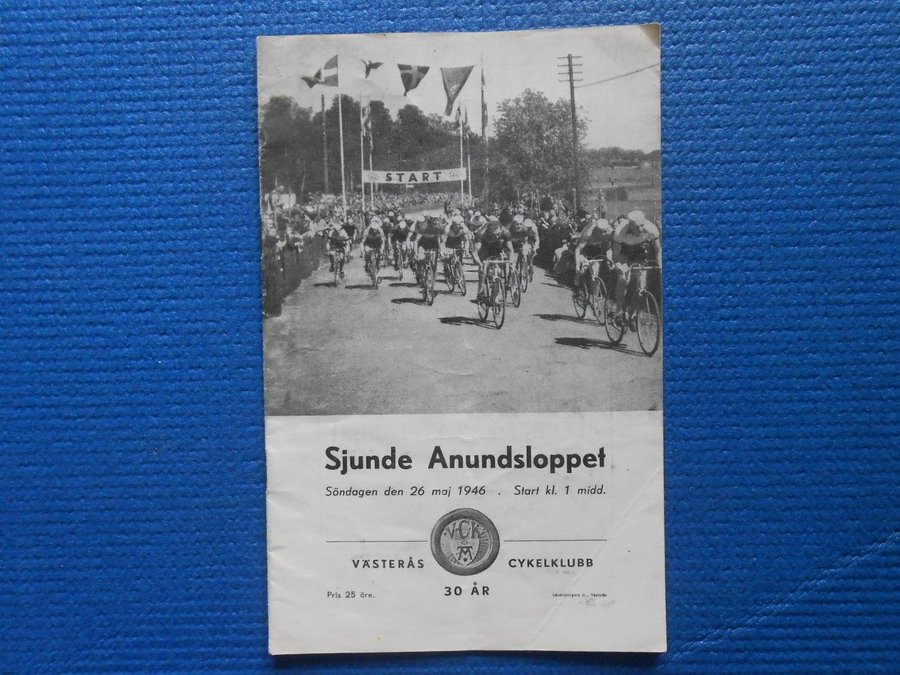 START
Sjunde Anundsloppet
Söndagen den 26 maj 1946 . Start kl. 1 midd.
VCK
VÄSTERÅS CYKELKLUBB
Pris 25 öre.
30 ÅR